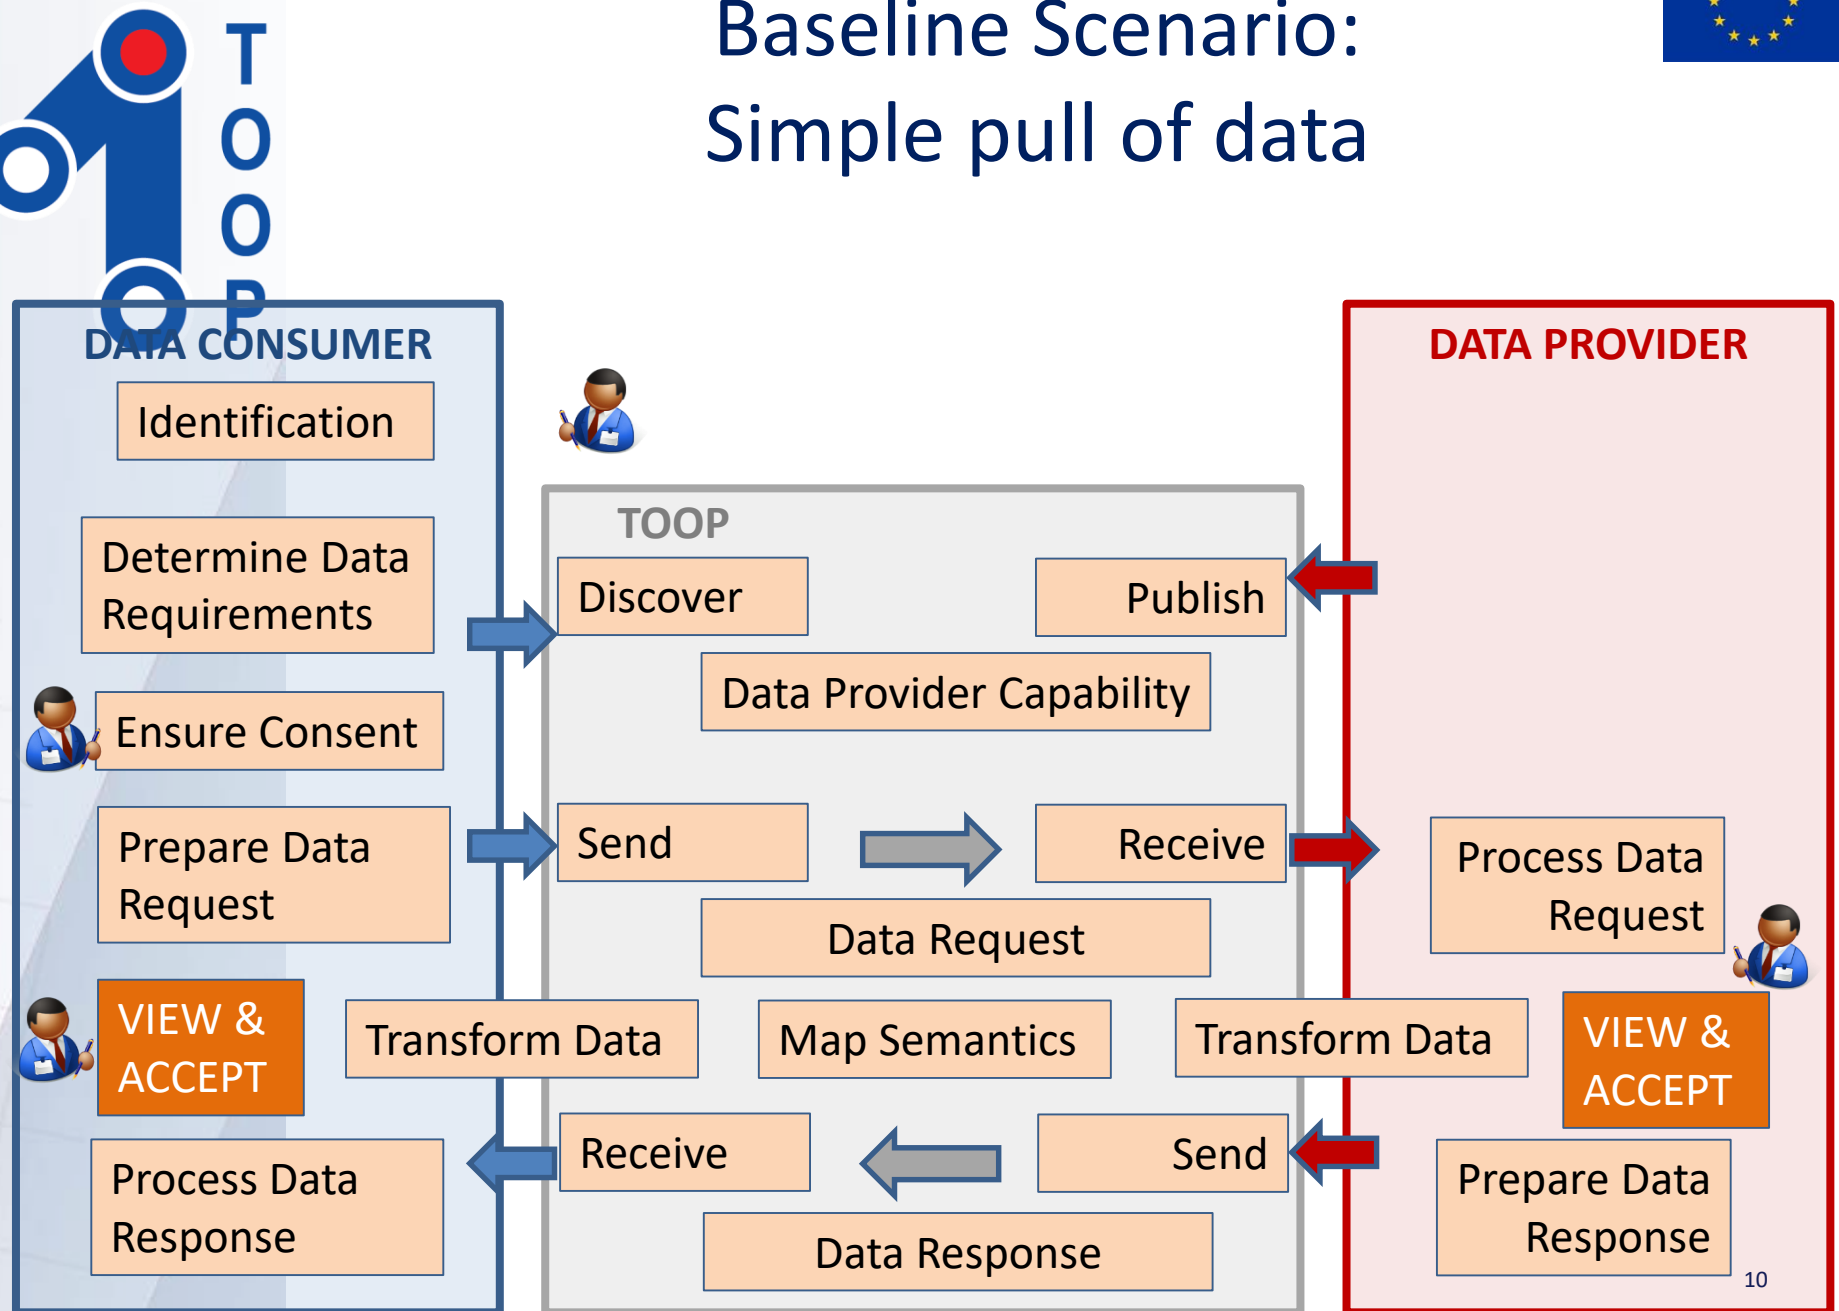 Baseline Scenario:
Simple pull of data
T
O
O
P
DATA CONSUMER
Identification
Determine Data
Requirements
Ensure Consent
Prepare Data
Request
VIEW &
ACCEPT
Process Data
Response
TOOP
Discover
Publish
Data Provider Capability
Send
Receive
Data Request
Transform Data
Map Semantics
Transform Data
Receive
Send
Data Response
DATA PROVIDER
Process Data
Request
VIEW &
ACCEPT
Prepare Data
Response
10